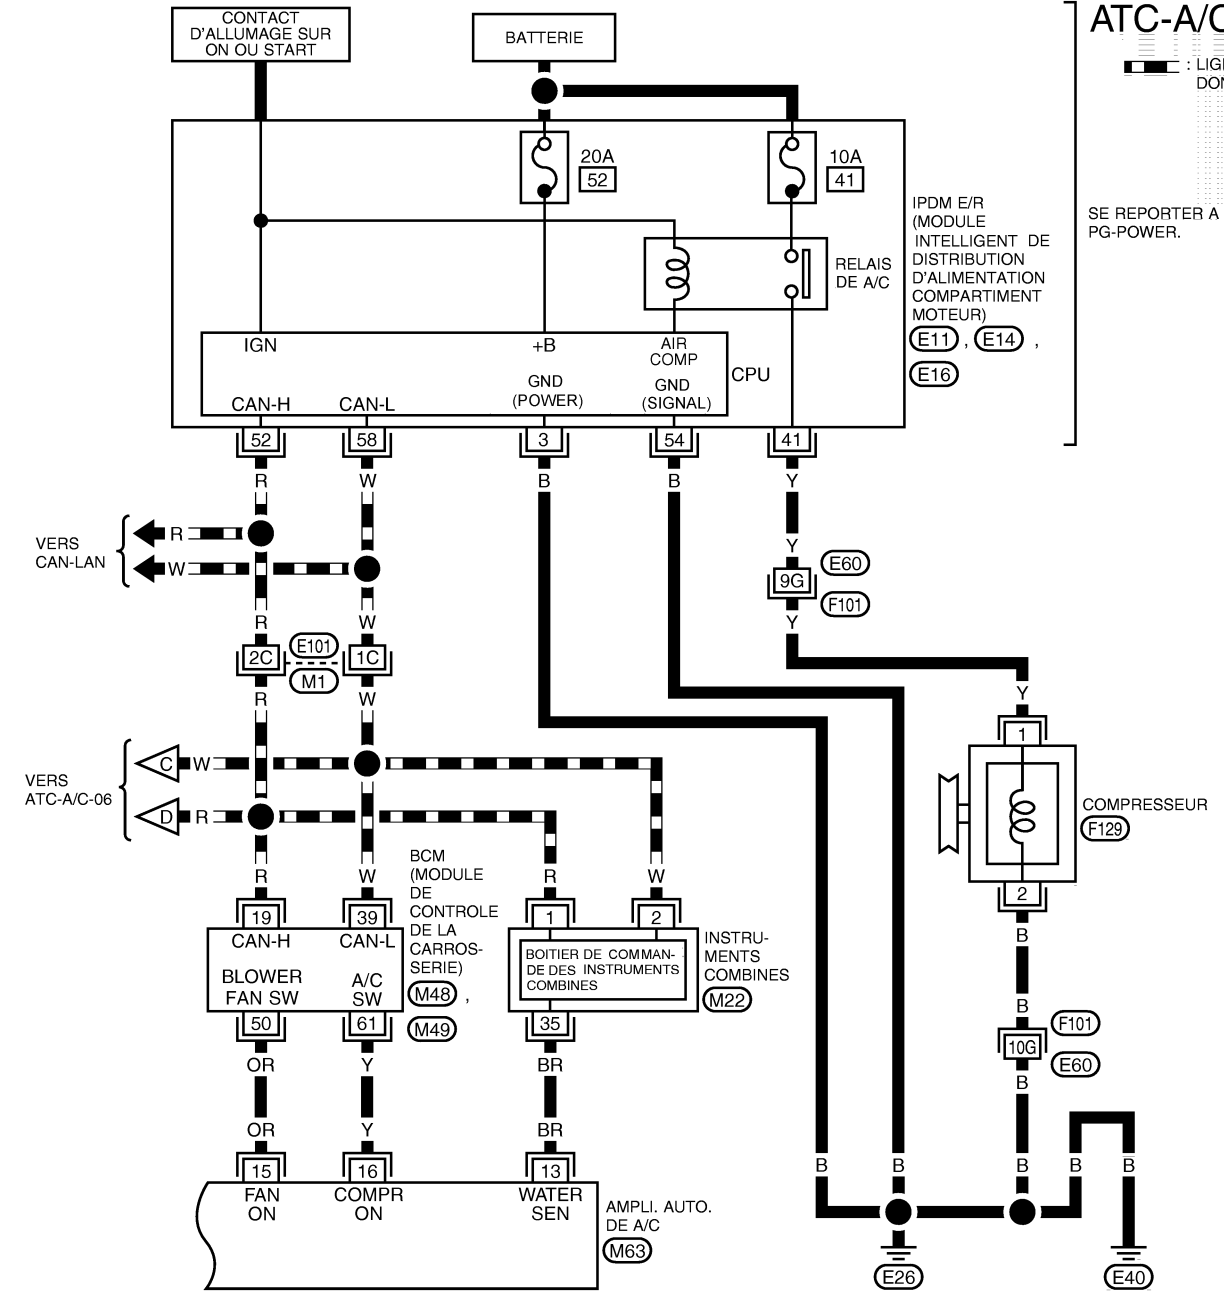 CONTACT
D'ALLUMAGE SUR
ON OU START
BATTERIE
ATC-A/C
: LIG
DON
20A
52
10A
41
IPDM E/R
(MODULE
INTELLIGENT DE
DISTRIBUTION
D'ALIMENTATION
COMPARTIMENT
MOTEUR)
E11 , E14 ,
E16
SE REPORTER A
PG-POWER.
RELAIS
DE A/C
IGN
+B
AIR
COMP
CPU
CAN-H
CAN-L
GND
(POWER)
GND
(SIGNAL)
52
58
3
54
41
R
W
B
B
Y
VERS
CAN-LAN
R
W
Y
E60
9G
F101
Y
R
W
2C
E101
1C
M1
R
W
Y
1
VERS
ATC-A/C-06
C W
D R
COMPRESSEUR
F129
2
B
R
W
R
W
BCM
(MODULE
DE
CONTROLE
DE LA
CARROS-
SERIE)
M48 ,
M49
19
39
CAN-H
CAN-L
BLOWER
FAN SW
A/C
SW
50
61
1
2
BOITIER DE COMMAN-
DE DES INSTRUMENTS
COMBINES
35
INSTRU-
MENTS
COMBINES
M22
B
F101
10G
E60
B
OR
Y
BR
OR
Y
BR
15
16
13
FAN
ON
COMPR
ON
WATER
SEN
AMPLI. AUTO.
DE A/C
M63
B
B
B
B
B
E26
E40